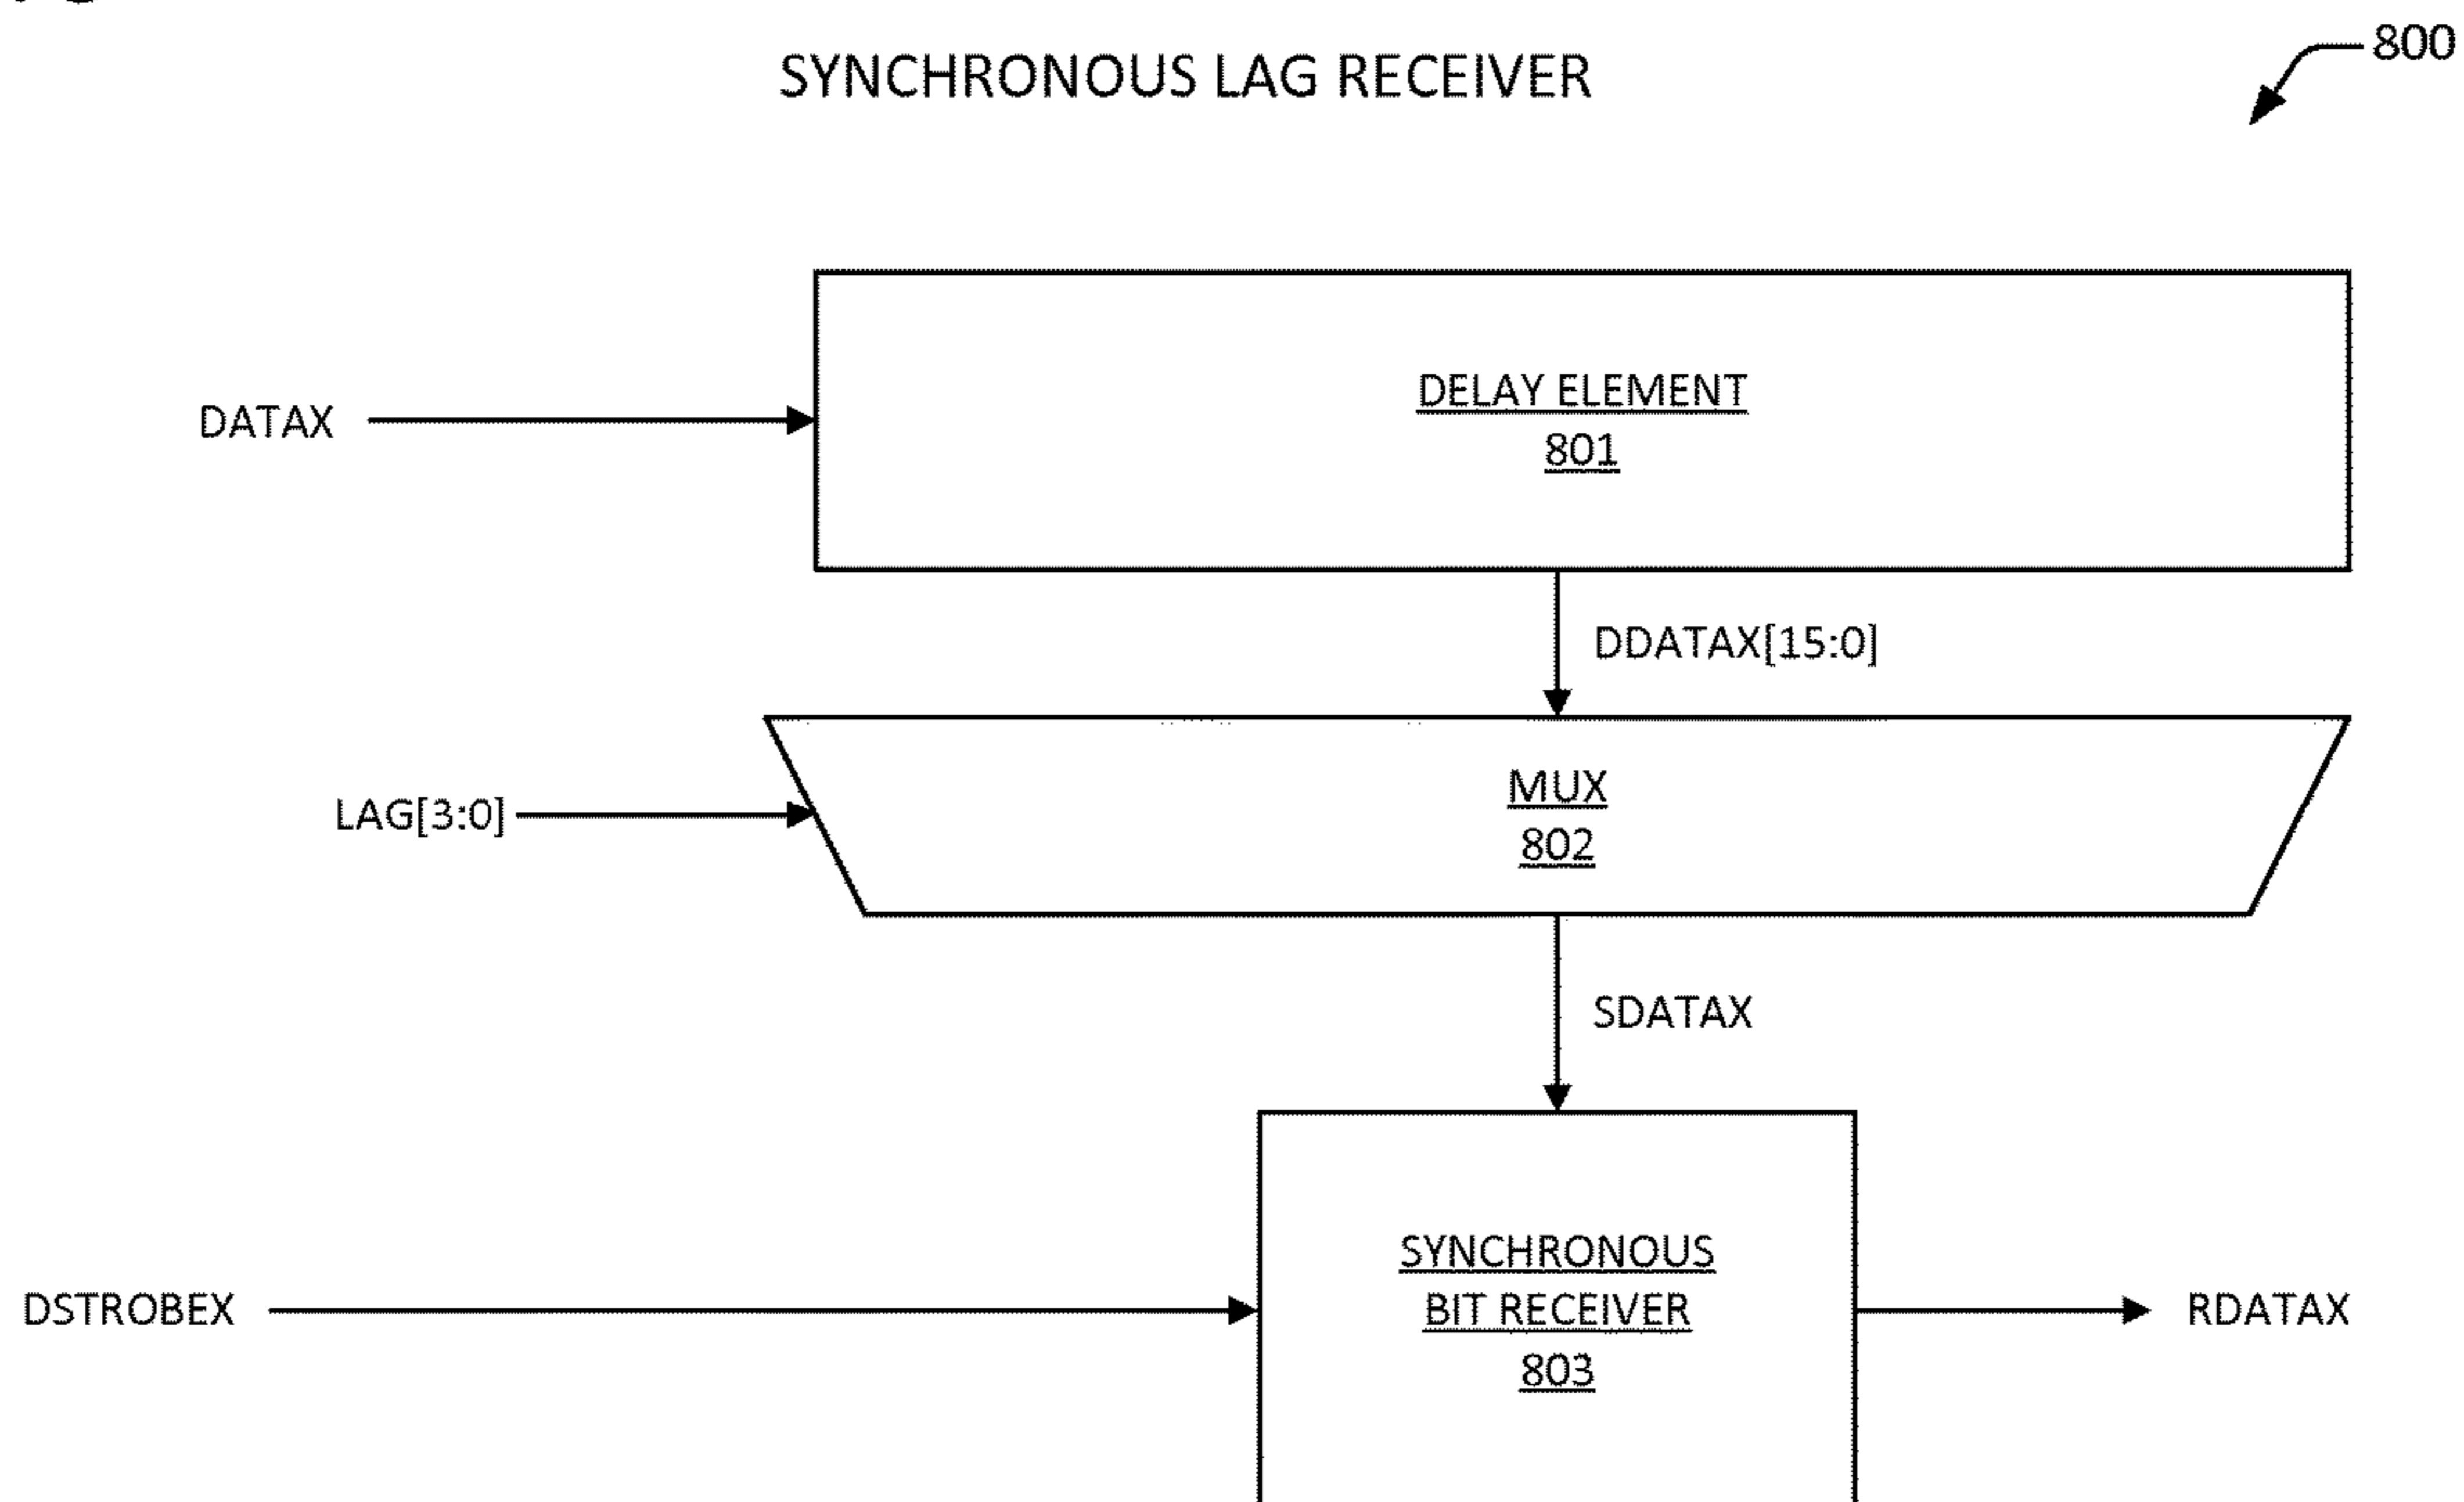 SYNCHRONOUS LAG RECEIVER
800
DELAY ELEMENT
801
DATAX
DDATAX[15:0]
MUX
802
LAG[3:0]
SDATAX
SYNCHRONOUS
BIT RECEIVER
803
DSTROBEX
RDATAX